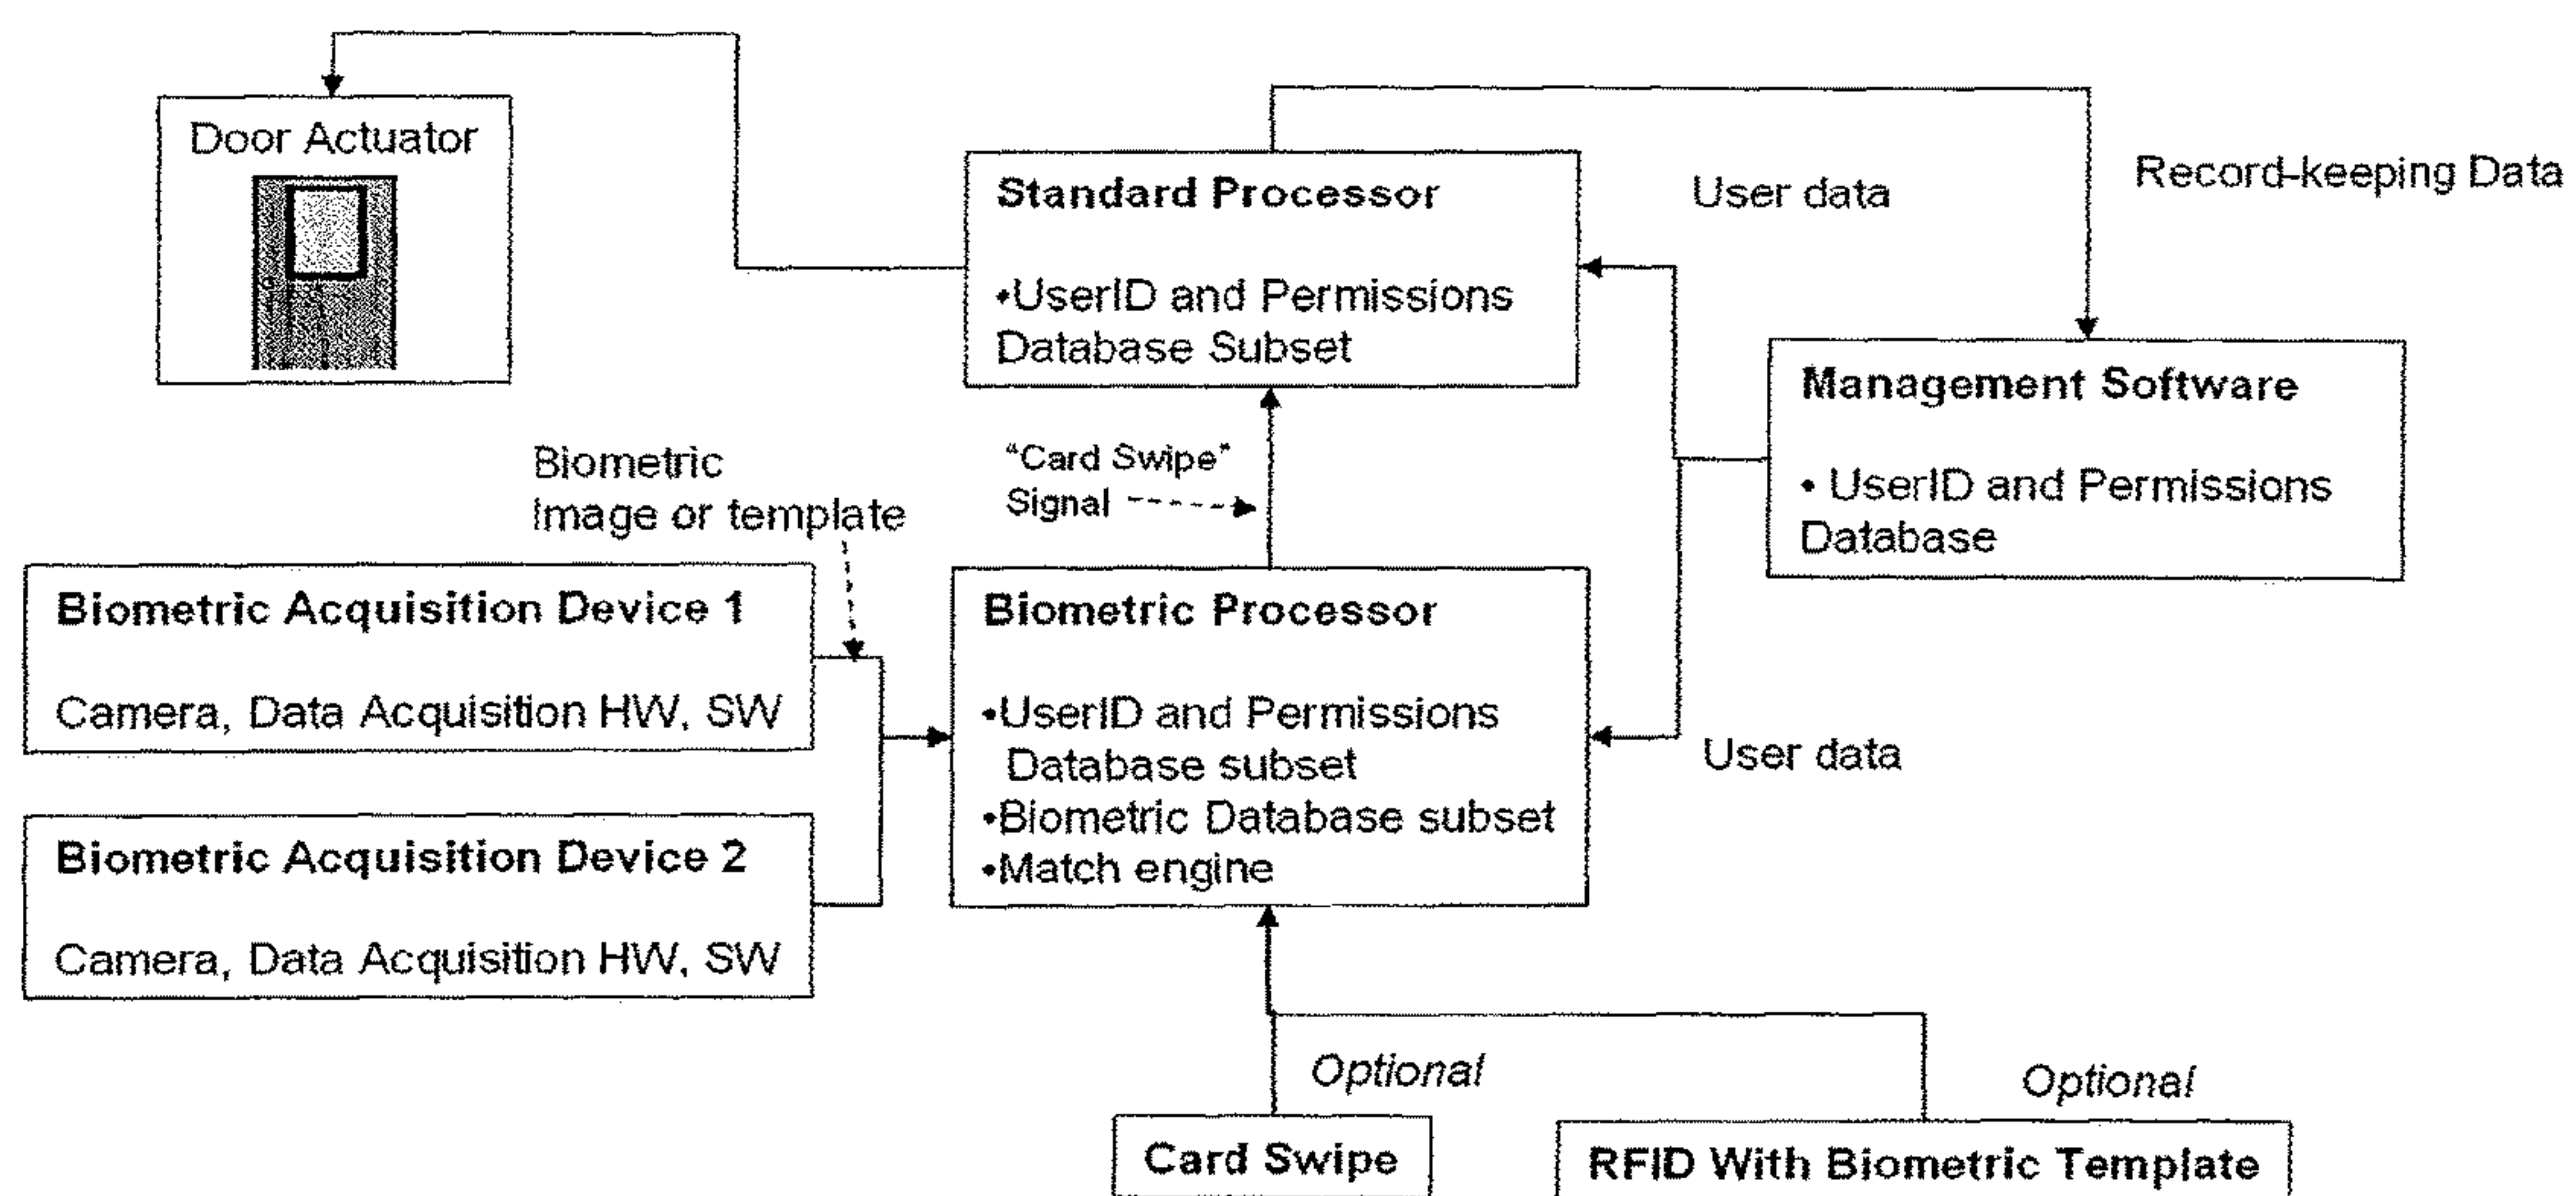 Door Actuator
Standard Processor
•UserID and Permissions
Database Subset
User data
Record-keeping Data
Management Software
• UserID and Permissions
Database
"Card Swipe"
Signal
Biometric
Image or template
Biometric Acquisition Device 1
Camera, Data Acquisition HW, SW
Biometric Acquisition Device 2
Camera, Data Acquisition HW, SW
Biometric Processor
•UserID and Permissions
Database subset
•Biometric Database subset
•Match engine
User data
Optional
Card Swipe
Optional
RFID With Biometric Template